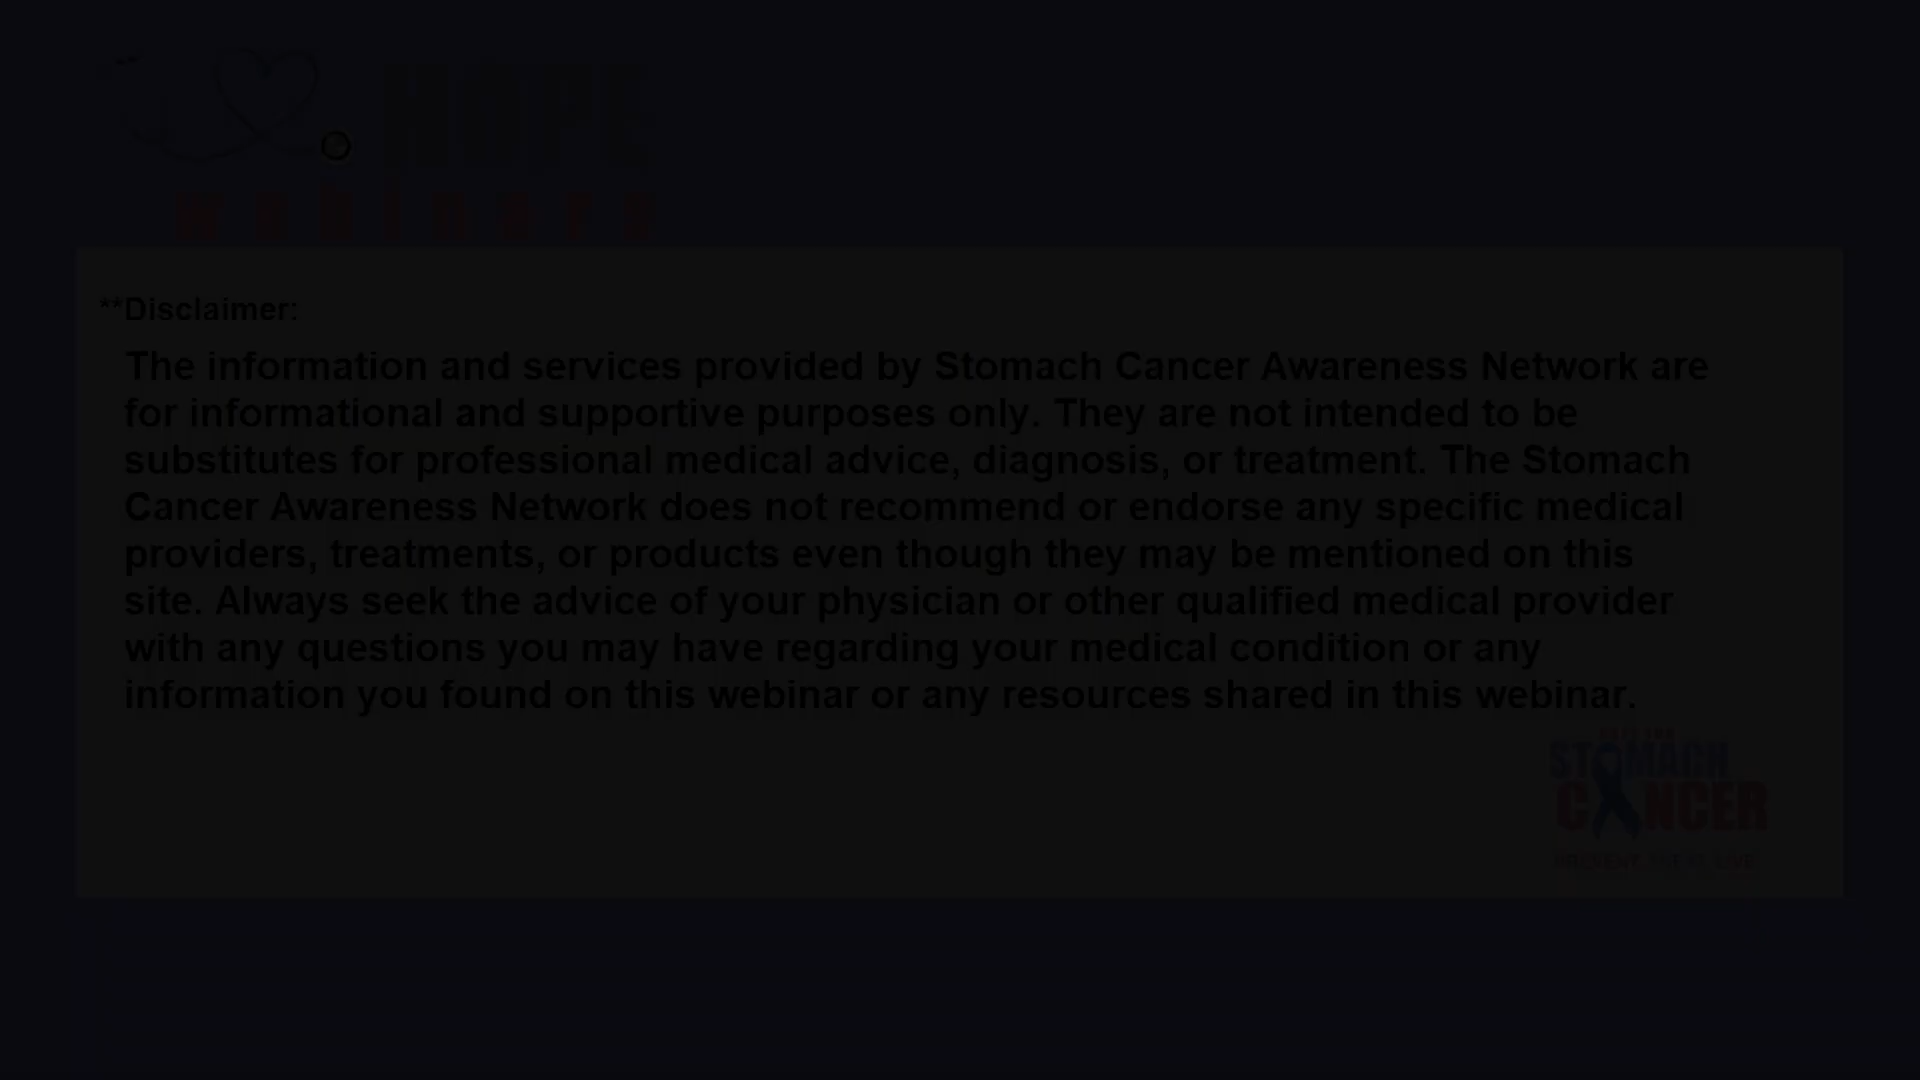 HOPE
**Disclaimer:
The information and services provided by Stomach Cancer Awareness Network are
for informational and supportive purposes only. They are not intended to be
substitutes for professional medical advice, diagnosis, or treatment. The Stomach
Cancer Awareness Network does not recommend or endorse any specific medical
providers, treatments, or products even though they may be mentioned on this
site. Always seek the advice of your physician or other qualified medical provider
with any questions you may have regarding your medical condition or any
information you found on this webinar or any resources shared in this webinar.
STOMACH
CANCER